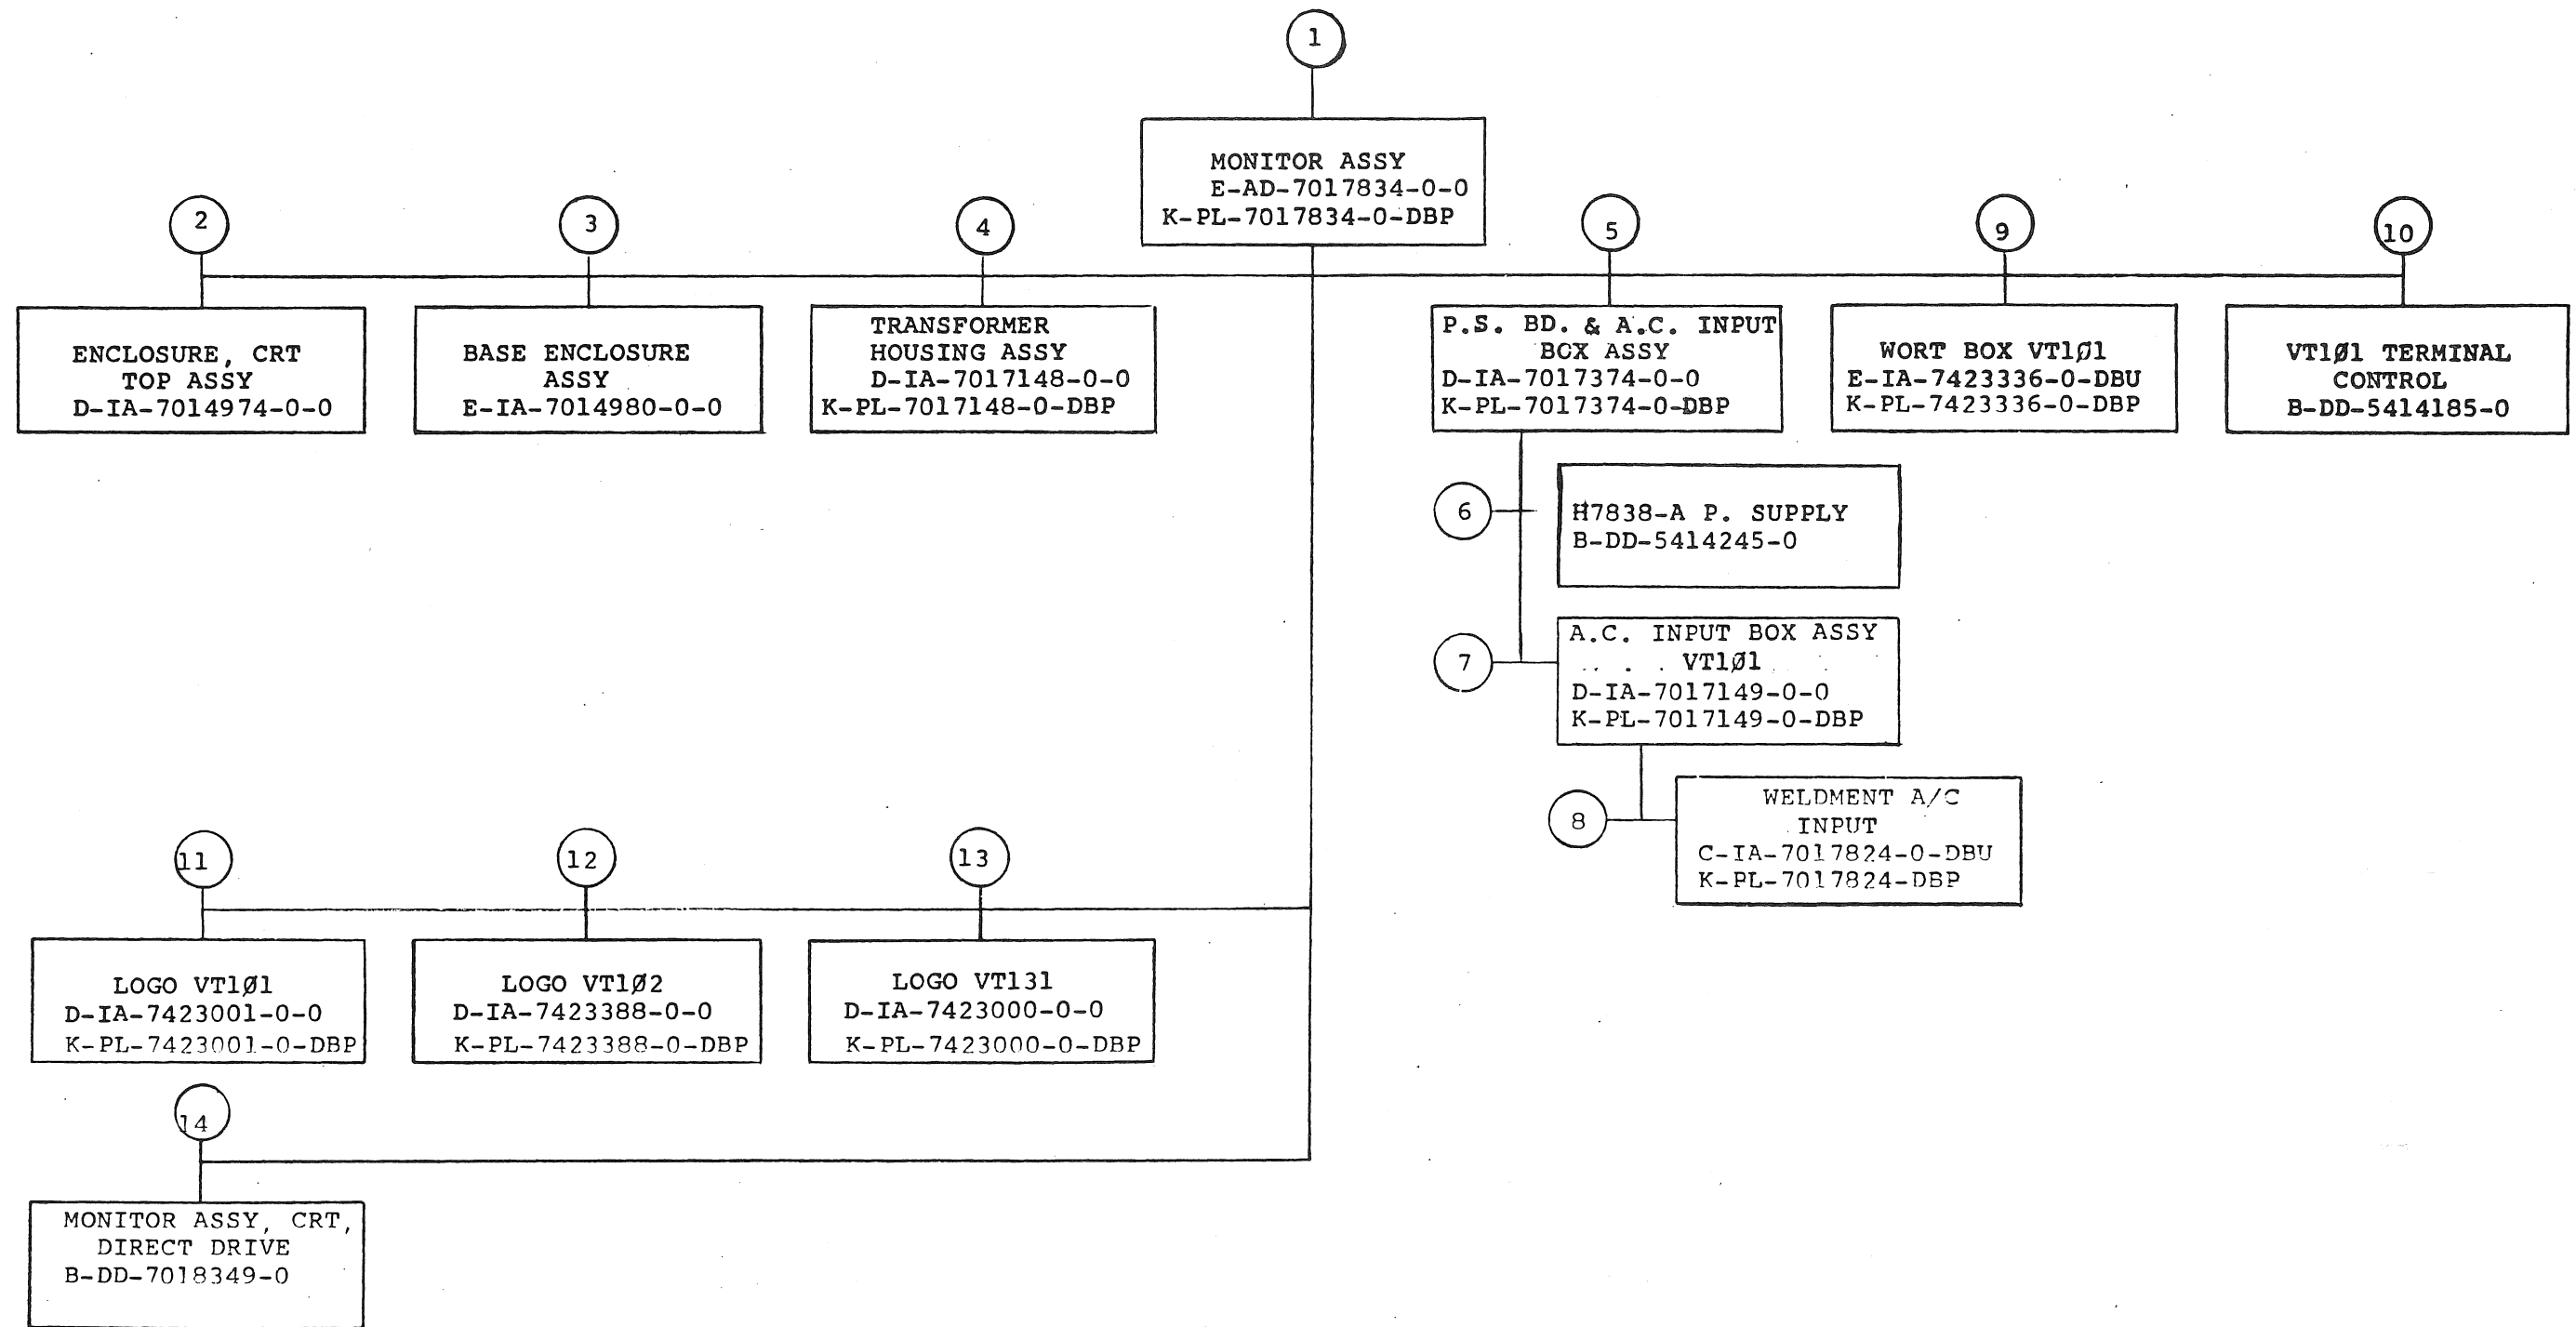 1
MONITOR ASSY
E-AD-7017834-0-0
K-PL-7017834-0-DBP
2
3
4
5
9
10
ENCLOSURE, CRT
TOP ASSY
D-IA-7014974-0-0
BASE ENCLOSURE
ASSY
E-IA-7014980-0-0
TRANSFORMER
HOUSING ASSY
D-IA-7017148-0-0
K-PL-7017148-0-DBP
P.S. BD. & A.C. INPUT
BOX ASSY
D-IA-7017374-0-0
K-PL-7017374-0-DBP
WORT BOX VT1Ø1
E-IA-7423336-0-DBU
K-PL-7423336-0-DBP
VT1Ø1 TERMINAL
CONTROL
B-DD-5414185-0
6
H7838-A P. SUPPLY
B-DD-5414245-0
7
A.C. INPUT BOX ASSY
VT1Ø1
D-IA-7017149-0-0
K-PL-7017149-0-DBP
8
WELDMENT A/C
INPUT
C-IA-7017824-0-DBU
K-PL-7017824-DBP
11
12
13
LOGO VT1Ø1
D-IA-7423001-0-0
K-PL-7423001-0-DBP
LOGO VT1Ø2
D-IA-7423388-0-0
K-PL-7423388-0-DBP
LOGO VT131
D-IA-7423000-0-0
K-PL-7423000-0-DBP
14
MONITOR ASSY, CRT,
DIRECT DRIVE
B-DD-7018349-0